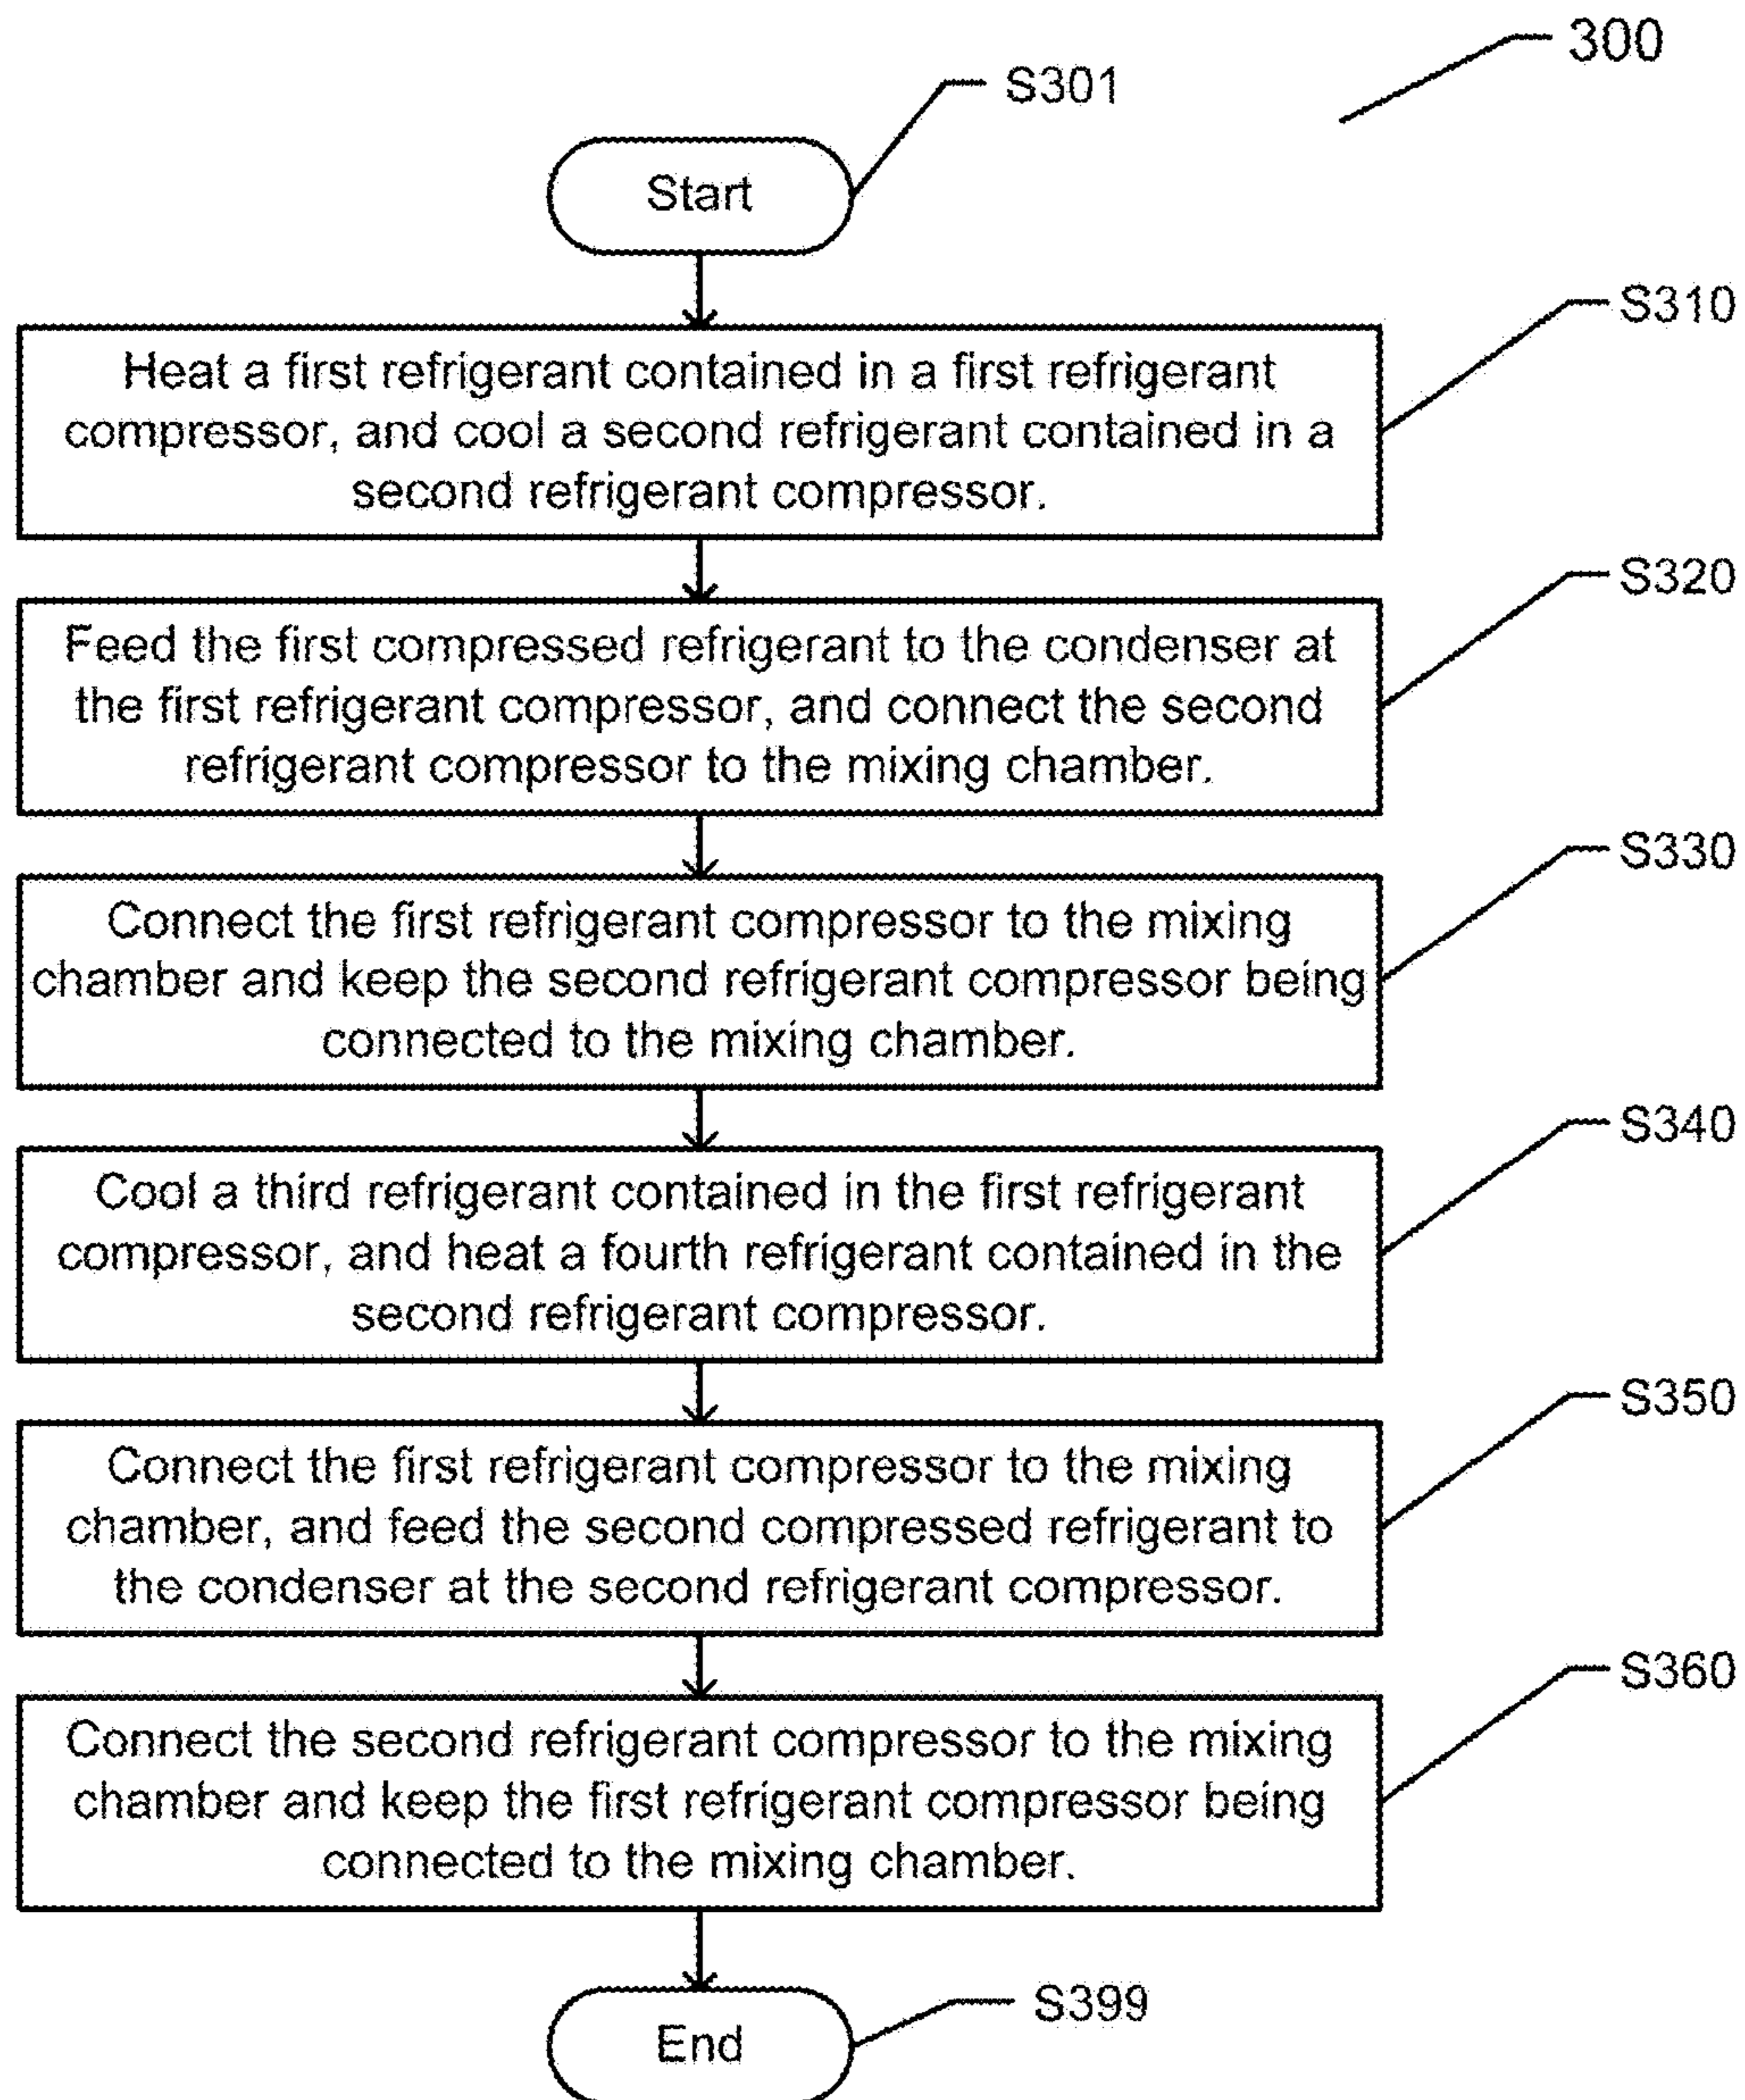 300
S301
Start
S310
Heat a first refrigerant contained in a first refrigerant
compressor, and cool a second refrigerant contained in a
second refrigerant compressor.
S320
Feed the first compressed refrigerant to the condenser at
the first refrigerant compressor, and connect the second
refrigerant compressor to the mixing chamber.
S330
Connect the first refrigerant compressor to the mixing
chamber and keep the second refrigerant compressor being
connected to the mixing chamber.
S340
Cool a third refrigerant contained in the first refrigerant
compressor, and heat a fourth refrigerant contained in the
second refrigerant compressor.
S350
Connect the first refrigerant compressor to the mixing
chamber, and feed the second compressed refrigerant to
the condenser at the second refrigerant compressor.
S360
Connect the second refrigerant compressor to the mixing
chamber and keep the first refrigerant compressor being
connected to the mixing chamber.
S399
End